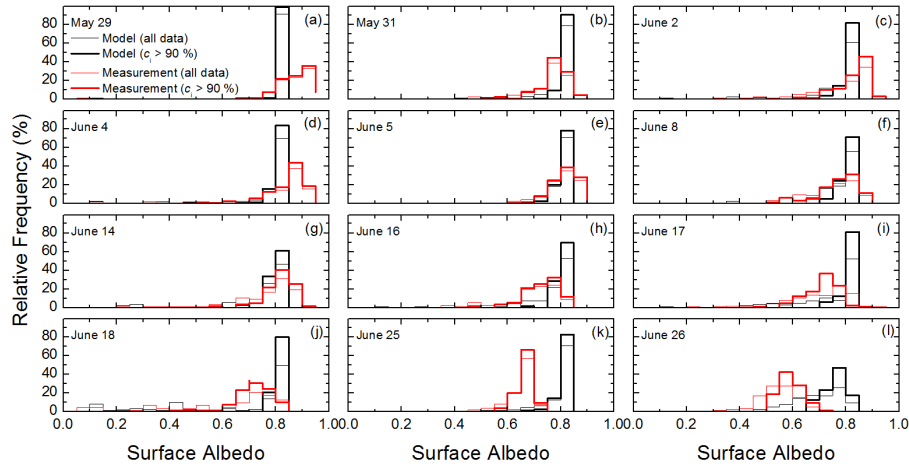 May 29 (a)
Model (all data)
Model (c_i > 90 %)
Measurement (all data)
Measurement (c_i > 90 %)
May 31 (b)
June 2 (c)
June 4 (d)
June 5 (e)
June 8 (f)
June 14 (g)
June 16 (h)
June 17 (i)
June 18 (j)
June 25 (k)
June 26 (l)
Relative Frequency (%)
80
60
40
20
0
80
60
40
20
0
80
60
40
20
0
80
60
40
20
0
0.0 0.2 0.4 0.6 0.8 1.0 0.0 0.2 0.4 0.6 0.8 1.0 0.0 0.2 0.4 0.6 0.8 1.0
Surface Albedo Surface Albedo Surface Albedo